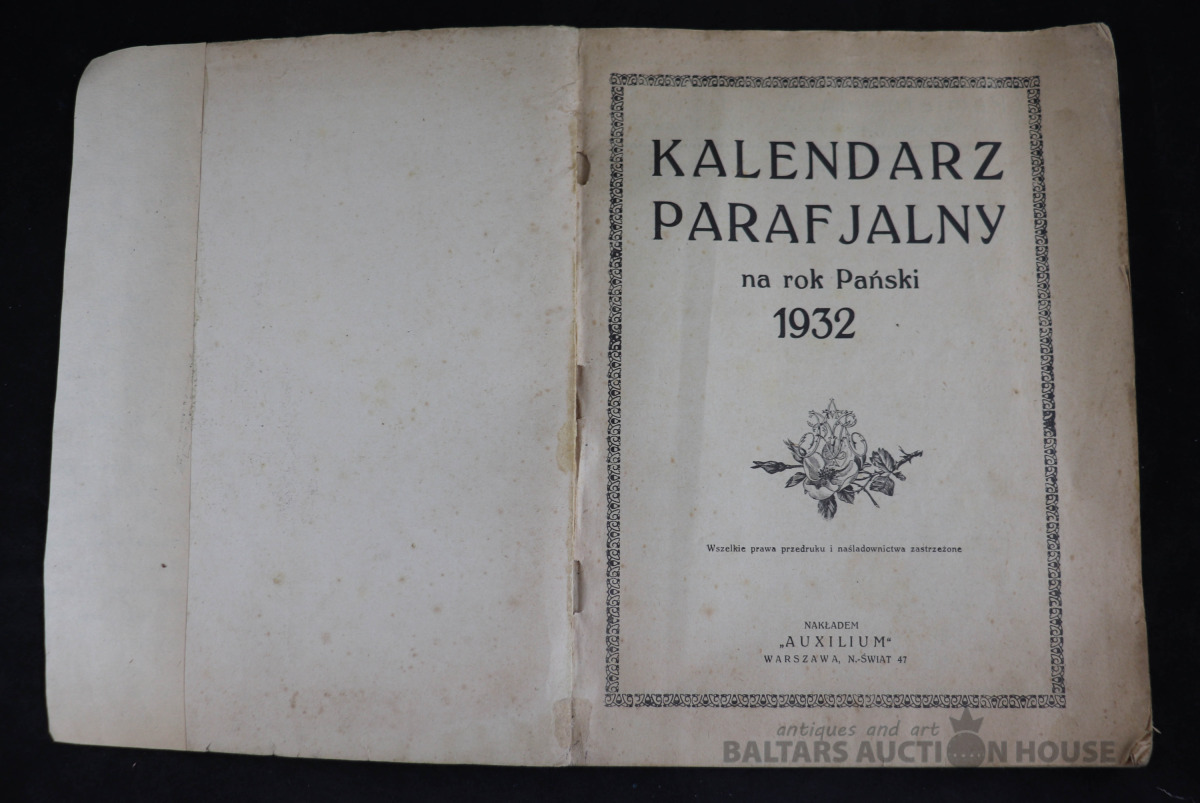 KALENDARZ
PARAFJALNY
na rok Pański
1932
Wszelkie prawa przedruku i naśladownictwa zastrzeżone
NAKŁADEM
„AUXILIUM“
WARSZAWA, N.-ŚWIAT 47
antiques and art
BALTARS AUCTION HOUSE